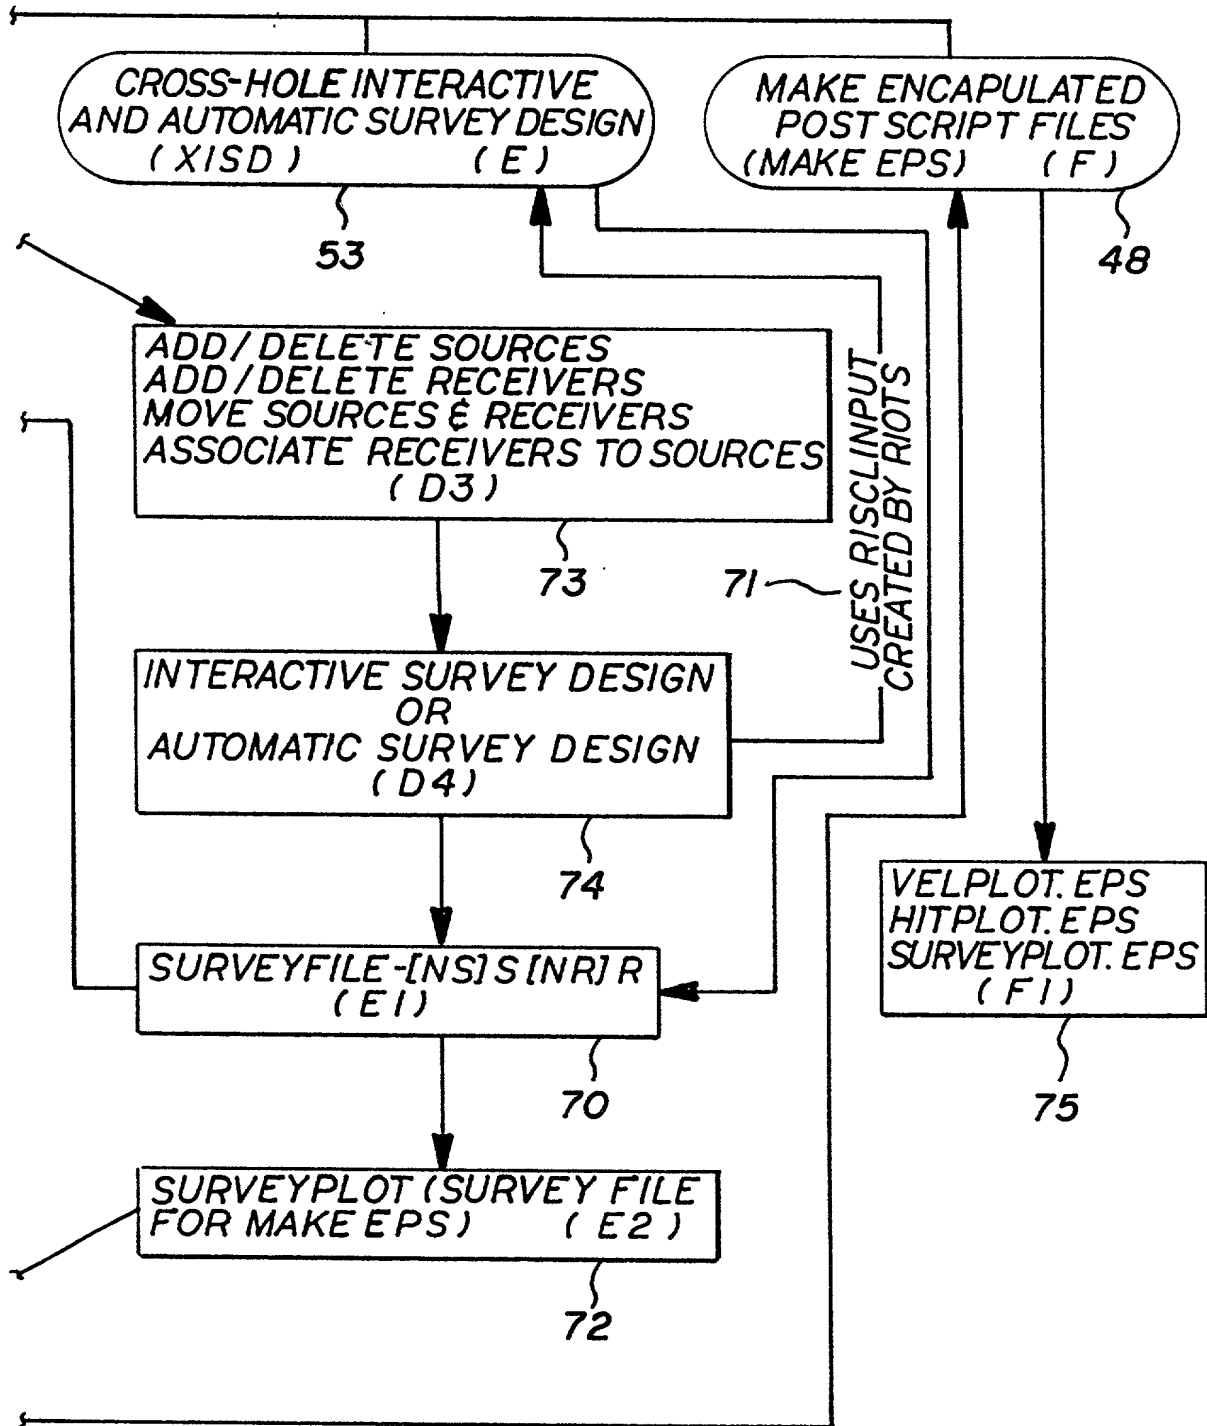 CROSS-HOLE INTERACTIVE
AND AUTOMATIC SURVEY DESIGN
(XISD) (E)
53
MAKE ENCAPULATED
POST SCRIPT FILES
(MAKE EPS) (F)
48
ADD/DELETE SOURCES
ADD/DELETE RECEIVERS
MOVE SOURCES & RECEIVERS
ASSOCIATE RECEIVERS TO SOURCES
(D3)
73
71
USES RISCLINPUT
CREATED BY RIOTS
INTERACTIVE SURVEY DESIGN
OR
AUTOMATIC SURVEY DESIGN
(D4)
74
VELPLOT.EPS
HITPLOT.EPS
SURVEYPLOT.EPS
(F1)
75
SURVEYFILE-[NS]S[NR]R
(E1)
70
SURVEYPLOT (SURVEY FILE
FOR MAKE EPS) (E2)
72